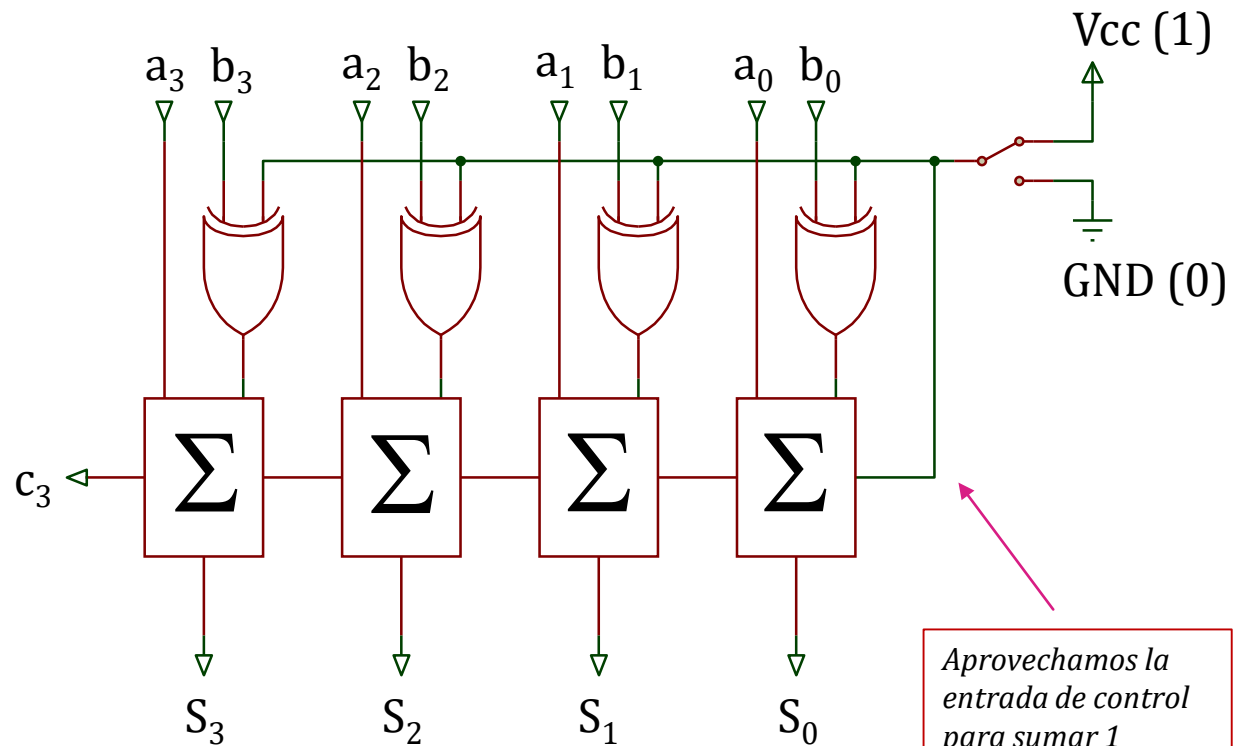 Vcc (1)
a₃ b₃ a₂ b₂ a₁ b₁ a₀ b₀
GND (0)
c₃ Σ Σ Σ Σ
Aprovechamos la
entrada de control
para sumar 1
S₃ S₂ S₁ S₀